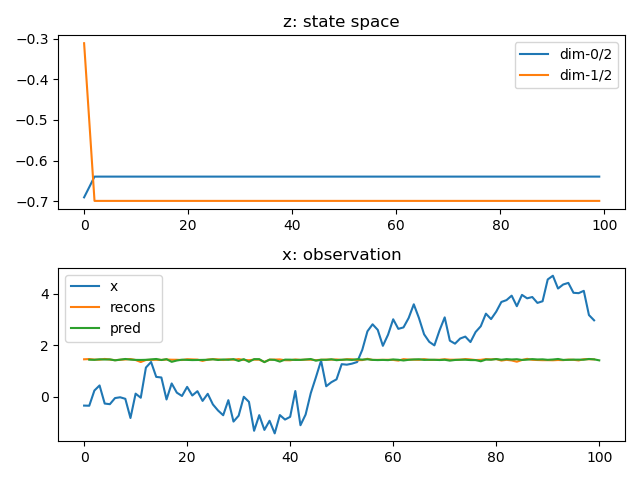 z: state space
−0.3
−0.4
−0.5
−0.6
−0.7
dim-0/2
dim-1/2
0 20 40 60 80 100
x: observation
4
2
0
x
recons
pred
0 20 40 60 80 100